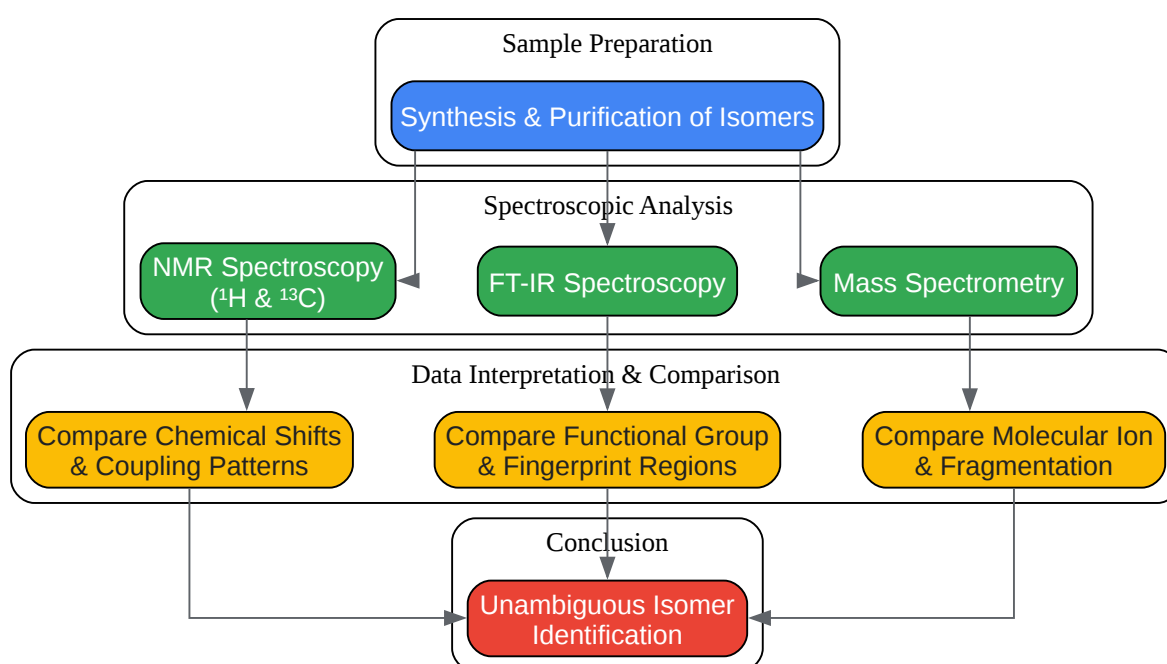 Sample Preparation
Synthesis & Purification of Isomers
Spectroscopic Analysis
NMR Spectroscopy
(¹H & ¹³C)
FT-IR Spectroscopy
Mass Spectrometry
Data Interpretation & Comparison
Compare Chemical Shifts
& Coupling Patterns
Compare Functional Group
& Fingerprint Regions
Compare Molecular Ion
& Fragmentation
Conclusion
Unambiguous Isomer
Identification